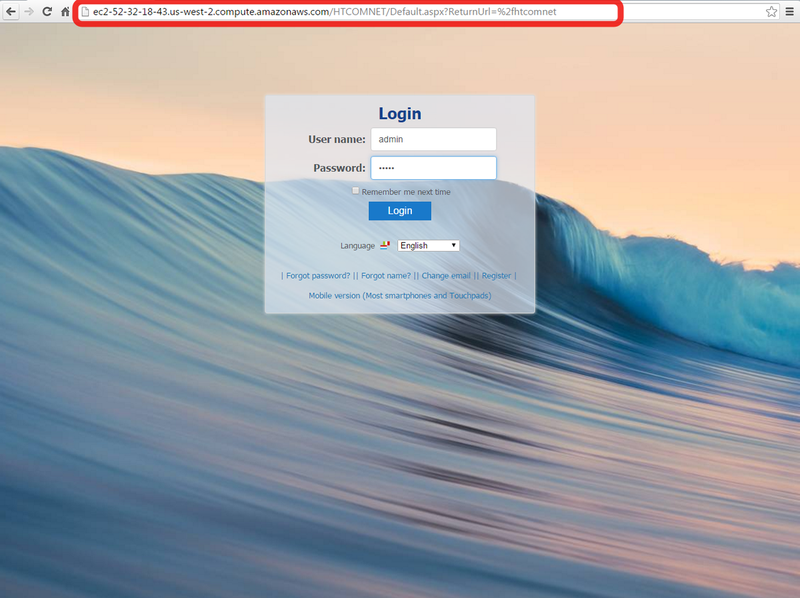 ec2-52-32-18-43.us-west-2.compute.amazonaws.com/HTCOMNET/Default.aspx?ReturnUrl=%2fhtcomnet
Login
User name: admin
Password: •••••
Remember me next time
Login
Language English
| Forgot password? || Forgot name? || Change email || Register |
Mobile version (Most smartphones and Touchpads)